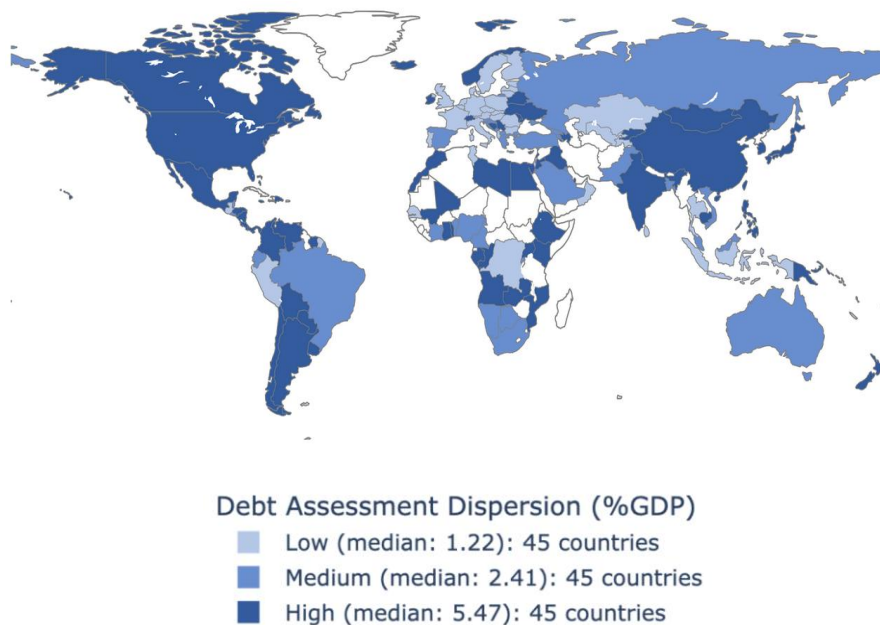 Debt Assessment Dispersion (%GDP)
Low (median: 1.22): 45 countries
Medium (median: 2.41): 45 countries
High (median: 5.47): 45 countries